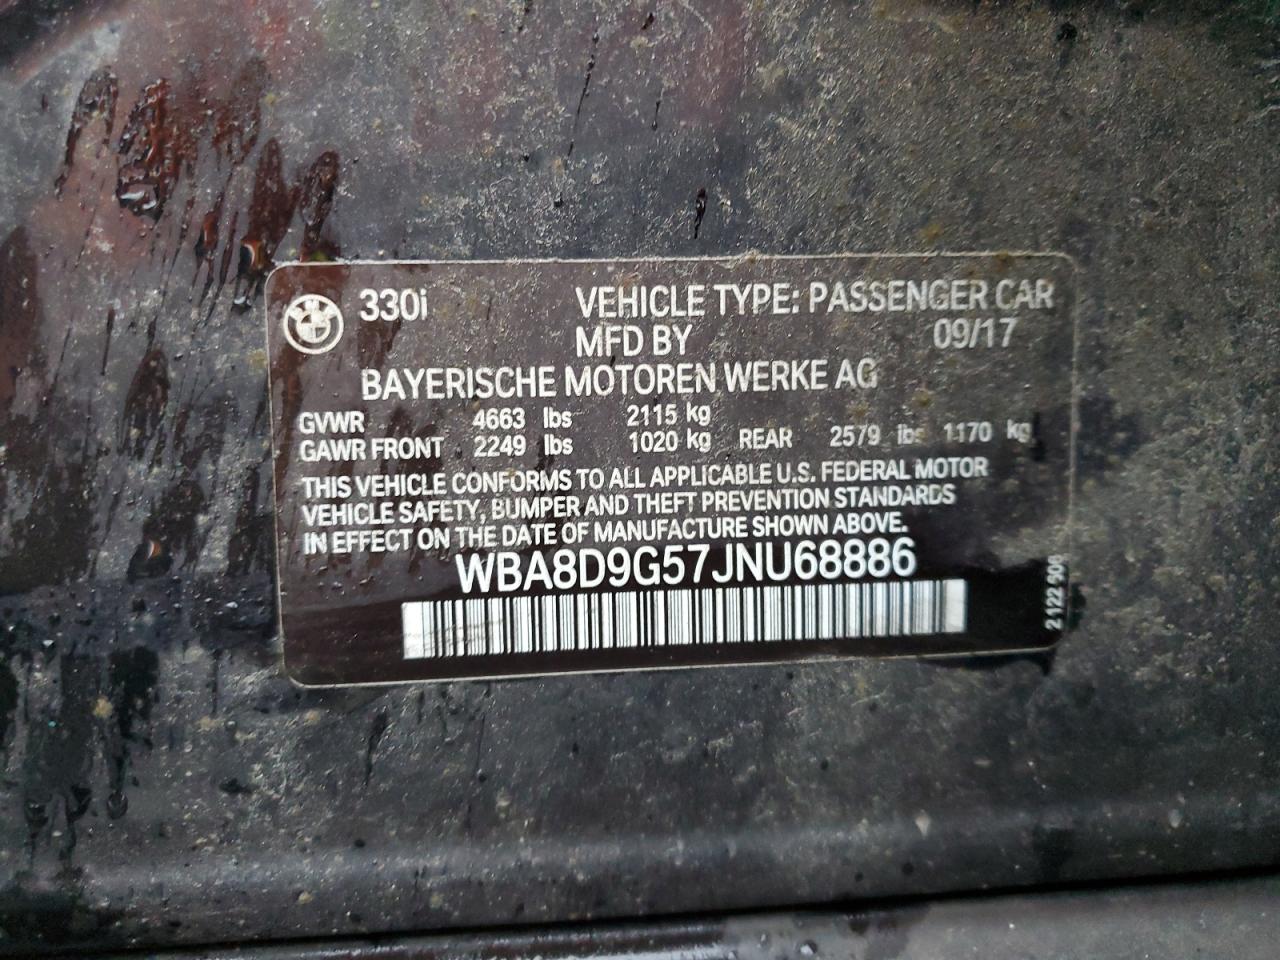 330i VEHICLE TYPE: PASSENGER CAR
MFD BY 09/17
BAYERISCHE MOTOREN WERKE AG
GVWR 4663 lbs 2115 kg
GAWR FRONT 2249 lbs 1020 kg REAR 2579 lbs 1170 kg
THIS VEHICLE CONFORMS TO ALL APPLICABLE U.S. FEDERAL MOTOR
VEHICLE SAFETY, BUMPER AND THEFT PREVENTION STANDARDS
IN EFFECT ON THE DATE OF MANUFACTURE SHOWN ABOVE.
WBA8D9G57JNU68886
2 122